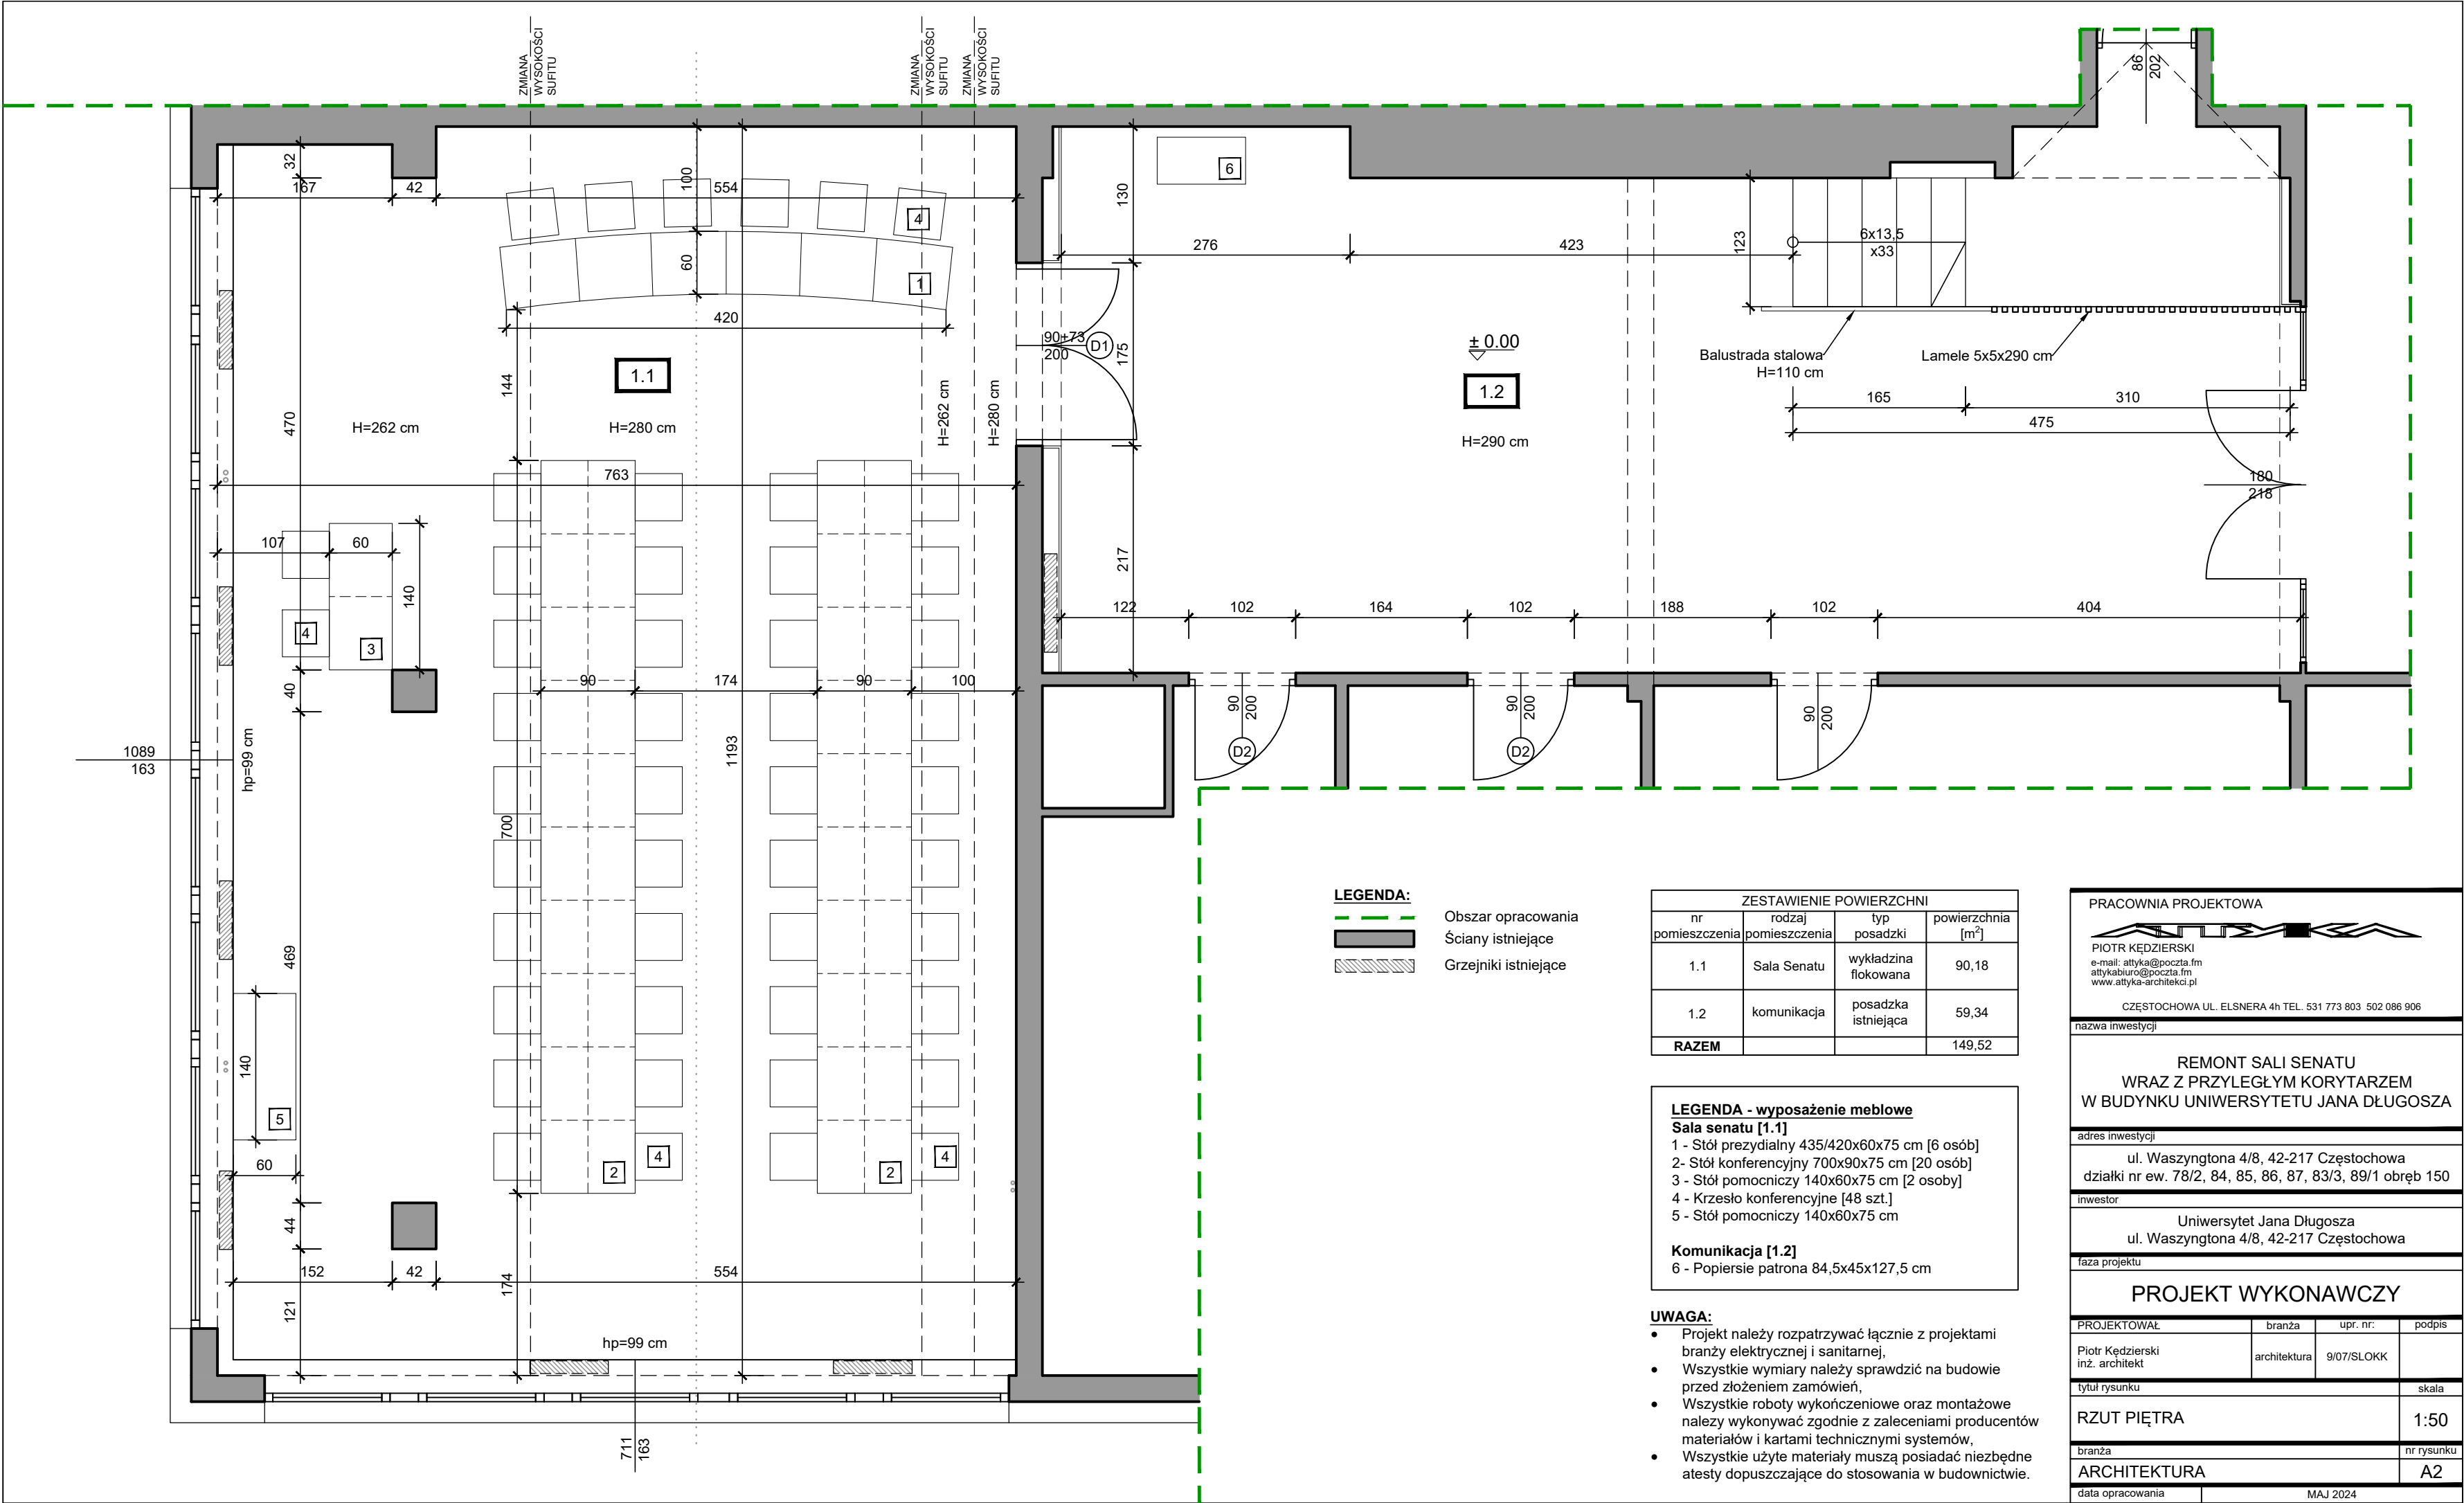 ZMIANA
WYSOKOŚCI
SUFITU
ZMIANA
WYSOKOŚCI
SUFITU
ZMIANA
WYSOKOŚCI
SUFITU
86
202
32
167
42
100
554
4
60
1
420
144
1.1
470
H=262 cm
H=280 cm
H=262 cm
H=280 cm
763
107
60
140
4
3
40
90
174
90
100
1193
1089
163
hp=99 cm
700
469
140
5
60
44
152
42
554
121
174
2
4
2
4
hp=99 cm
711
163
6
130
276
423
123
6x13,5
x33
90+73
200
D1
175
± 0.00
1.2
H=290 cm
Balustrada stalowa
H=110 cm
Lamele 5x5x290 cm
165
310
475
180
218
217
122
102
164
102
188
102
404
90
200
D2
90
200
D2
90
200
LEGENDA:
Obszar opracowania
Ściany istniejące
Grzejniki istniejące
ZESTAWIENIE POWIERZCHNI
nr pomieszczenia rodzaj pomieszczenia typ posadzki powierzchnia [m²]
1.1 Sala Senatu wykładzina flokowana 90,18
1.2 komunikacja posadzka istniejąca 59,34
RAZEM 149,52
LEGENDA - wyposażenie meblowe
Sala senatu [1.1]
1 - Stół prezydialny 435/420x60x75 cm [6 osób]
2- Stół konferencyjny 700x90x75 cm [20 osób]
3 - Stół pomocniczy 140x60x75 cm [2 osoby]
4 - Krzesło konferencyjne [48 szt.]
5 - Stół pomocniczy 140x60x75 cm
Komunikacja [1.2]
6 - Popiersie patrona 84,5x45x127,5 cm
UWAGA:
• Projekt należy rozpatrzywać łącznie z projektami
branży elektrycznej i sanitarnej,
• Wszystkie wymiary należy sprawdzić na budowie
przed złożeniem zamówień,
• Wszystkie roboty wykończeniowe oraz montażowe
nalezy wykonywać zgodnie z zaleceniami producentów
materiałów i kartami technicznymi systemów,
• Wszystkie użyte materiały muszą posiadać niezbędne
atesty dopuszczające do stosowania w budownictwie.
PRACOWNIA PROJEKTOWA
ATTYKA
PIOTR KĘDZIERSKI
e-mail: attyka@poczta.fm
attykabiuro@poczta.fm
www.attyka-architekci.pl
CZĘSTOCHOWA UL. ELSNERA 4h TEL. 531 773 803 502 086 906
nazwa inwestycji
REMONT SALI SENATU
WRAZ Z PRZYLEGŁYM KORYTARZEM
W BUDYNKU UNIWERSYTETU JANA DŁUGOSZA
adres inwestycji
ul. Waszyngtona 4/8, 42-217 Częstochowa
działki nr ew. 78/2, 84, 85, 86, 87, 83/3, 89/1 obręb 150
inwestor
Uniwersytet Jana Długosza
ul. Waszyngtona 4/8, 42-217 Częstochowa
faza projektu
PROJEKT WYKONAWCZY
PROJEKTOWAŁ branża upr. nr: podpis
Piotr Kędzierski
inż. architekt
architektura 9/07/SLOKK
tytuł rysunku skala
RZUT PIĘTRA 1:50
branża nr rysunku
ARCHITEKTURA A2
data opracowania MAJ 2024